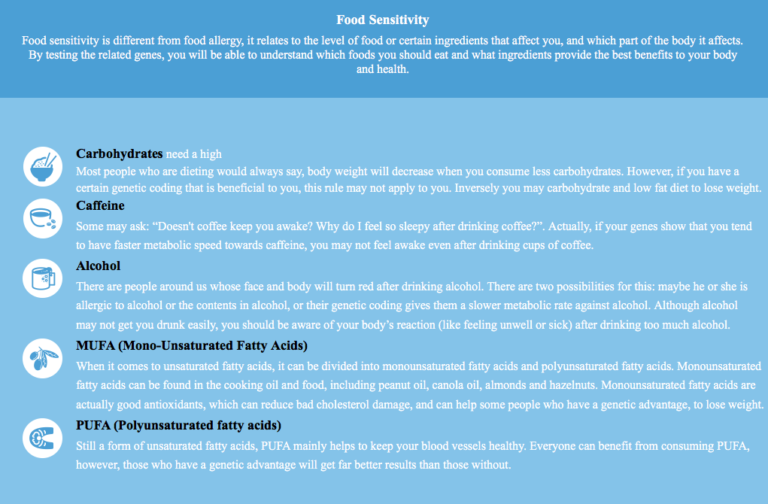 Food Sensitivity
Food sensitivity is different from food allergy, it relates to the level of food or certain ingredients that affect you, and which part of the body it affects.
By testing the related genes, you will be able to understand which foods you should eat and what ingredients provide the best benefits to your body
and health.
Carbohydrates need a high
Most people who are dieting would always say, body weight will decrease when you consume less carbohydrates. However, if you have a
certain genetic coding that is beneficial to you, this rule may not apply to you. Inversely you may carbohydrate and low fat diet to lose weight.
Caffeine
Some may ask: “Doesn't coffee keep you awake? Why do I feel so sleepy after drinking coffee?”. Actually, if your genes show that you tend
to have faster metabolic speed towards caffeine, you may not feel awake even after drinking cups of coffee.
Alcohol
There are people around us whose face and body will turn red after drinking alcohol. There are two possibilities for this: maybe he or she is
allergic to alcohol or the contents in alcohol, or their genetic coding gives them a slower metabolic rate against alcohol. Although alcohol
may not get you drunk easily, you should be aware of your body’s reaction (like feeling unwell or sick) after drinking too much alcohol.
MUFA (Mono-Unsaturated Fatty Acids)
When it comes to unsaturated fatty acids, it can be divided into monounsaturated fatty acids and polyunsaturated fatty acids. Monounsaturated
fatty acids can be found in the cooking oil and food, including peanut oil, canola oil, almonds and hazelnuts. Monounsaturated fatty acids are
actually good antioxidants, which can reduce bad cholesterol damage, and can help some people who have a genetic advantage, to lose weight.
PUFA (Polyunsaturated fatty acids)
Still a form of unsaturated fatty acids, PUFA mainly helps to keep your blood vessels healthy. Everyone can benefit from consuming PUFA,
however, those who have a genetic advantage will get far better results than those without.